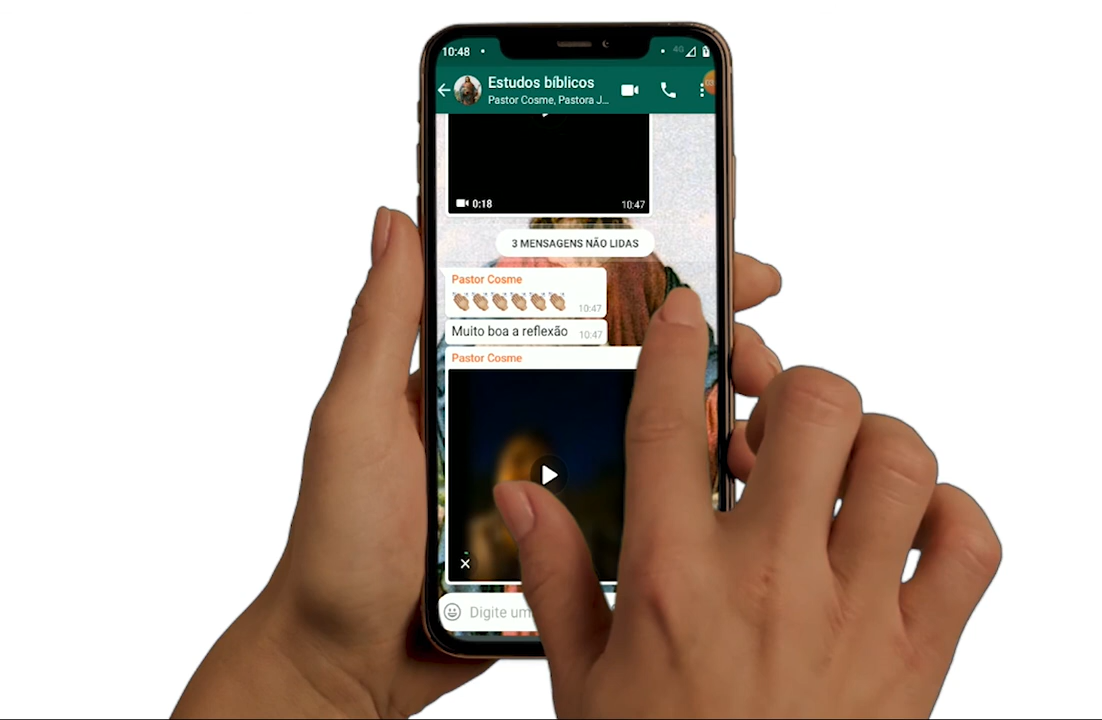 10:48
4G
Estudos bíblicos
Pastor Cosme, Pastora J...
0:18
10:47
3 MENSAGENS NÃO LIDAS
Pastor Cosme
10:47
Muito boa a reflexão 10:47
Pastor Cosme
Digite um